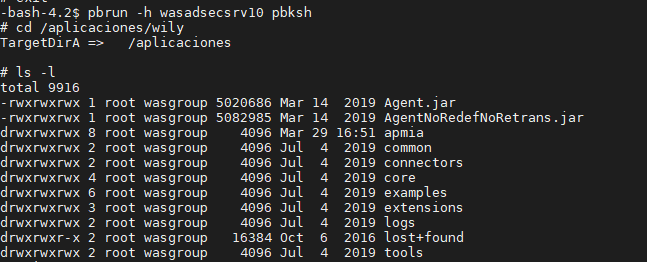 -bash-4.2$ pbrun -h wasadsecsrv10 pbksh
# cd /aplicaciones/wily
TargetDirA => /aplicaciones
# ls -l
total 9916
-rwxrwxrwx 1 root wasgroup 5020686 Mar 14 2019 Agent.jar
-rwxrwxrwx 1 root wasgroup 5082985 Mar 14 2019 AgentNoRedefNoRetrans.jar
drwxrwxrwx 8 root wasgroup 4096 Mar 29 16:51 apmia
drwxrwxrwx 2 root wasgroup 4096 Jul 4 2019 common
drwxrwxrwx 2 root wasgroup 4096 Jul 4 2019 connectors
drwxrwxrwx 4 root wasgroup 4096 Jul 4 2019 core
drwxrwxrwx 6 root wasgroup 4096 Jul 4 2019 examples
drwxrwxrwx 3 root wasgroup 4096 Jul 4 2019 extensions
drwxrwxrwx 2 root wasgroup 4096 Jul 4 2019 logs
drwxrwxr-x 2 root wasgroup 16384 Oct 6 2016 lost+found
drwxrwxrwx 2 root wasgroup 4096 Jul 4 2019 tools